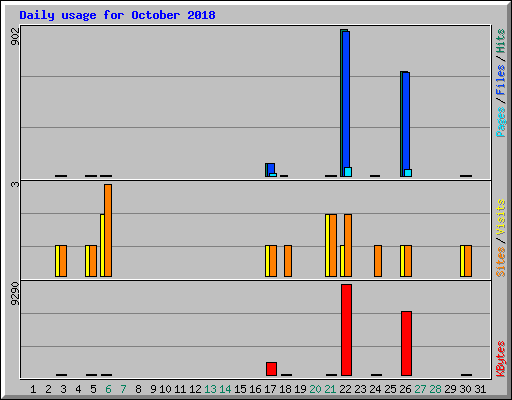 Daily usage for October 2018
902
Pages / Files / Hits
3
Sites / Visits
9290
KBytes
1 2 3 4 5 6 7 8 9 10 11 12 13 14 15 16 17 18 19 20 21 22 23 24 25 26 27 28 29 30 31